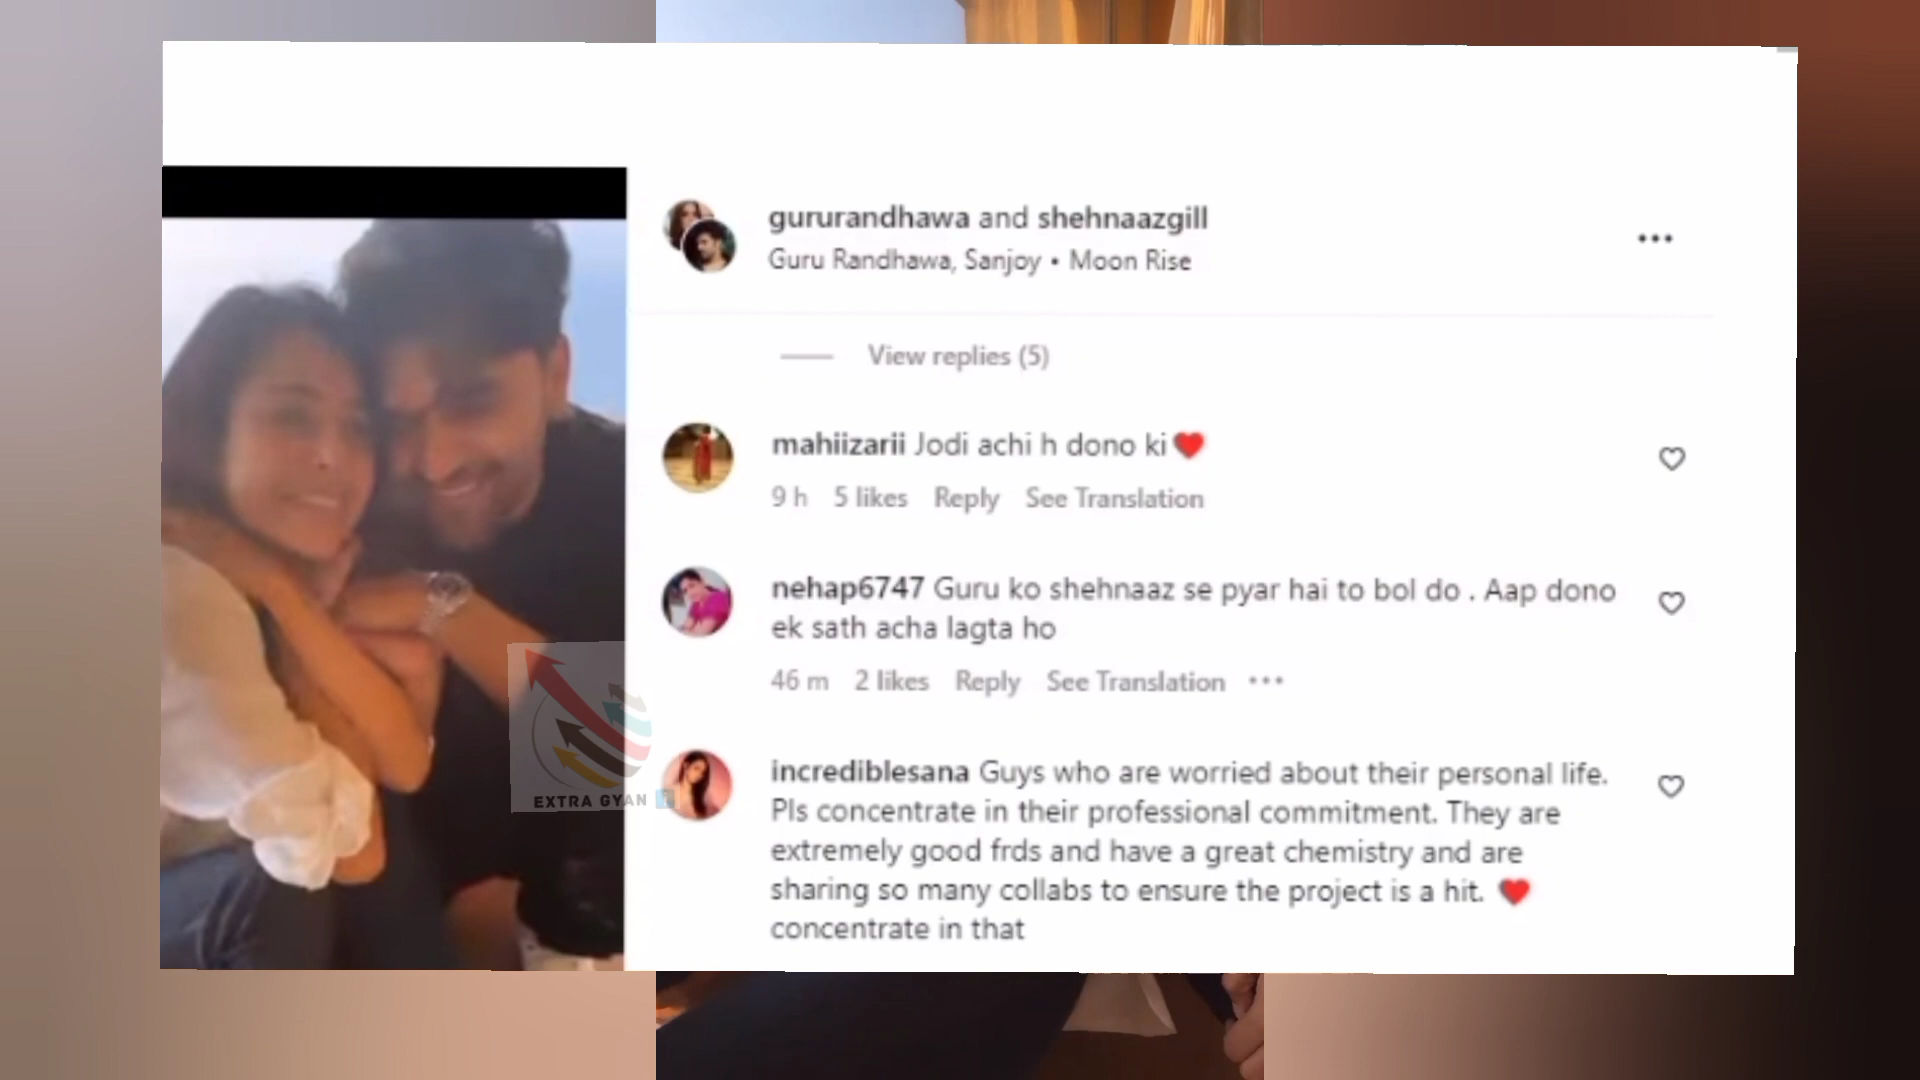 gururandhawa and shehnaazgill
Guru Randhawa, Sanjoy • Moon Rise
View replies (5)
mahiizarii Jodi achi h dono ki❤️
9 h 5 likes Reply See Translation
nehap6747 Guru ko shehnaaz se pyar hai to bol do . Aap dono
ek sath acha lagta ho
46 m 2 likes Reply See Translation
incrediblesana Guys who are worried about their personal life.
Pls concentrate in their professional commitment. They are
extremely good frds and have a great chemistry and are
sharing so many collabs to ensure the project is a hit. ❤️
concentrate in that
EXTRA GYAN